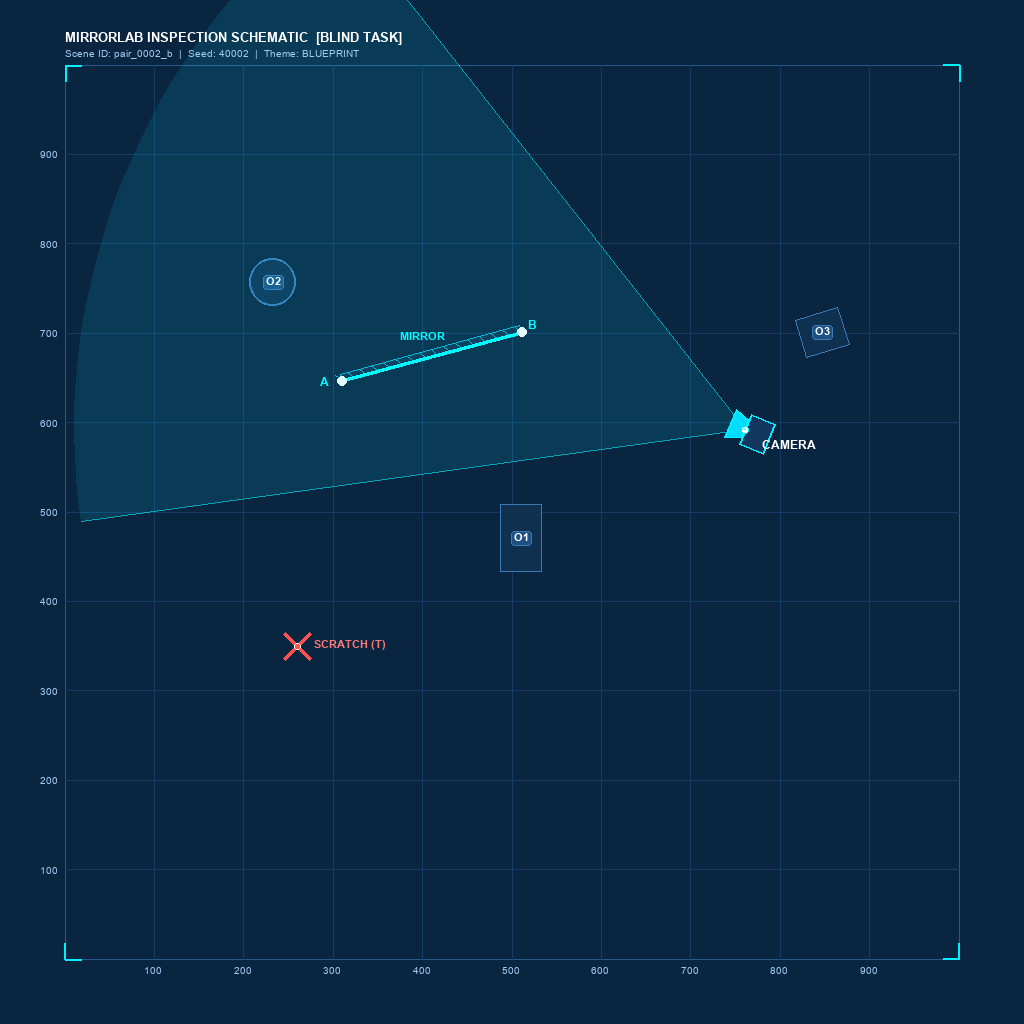 MIRRORLAB INSPECTION SCHEMATIC [BLIND TASK]
Scene ID: pair_0002_b | Seed: 40002 | Theme: BLUEPRINT
900
800
O2
B
MIRROR
700
O3
A
600
CAMERA
500
O1
400
SCRATCH (T)
300
200
100
100 200 300 400 500 600 700 800 900